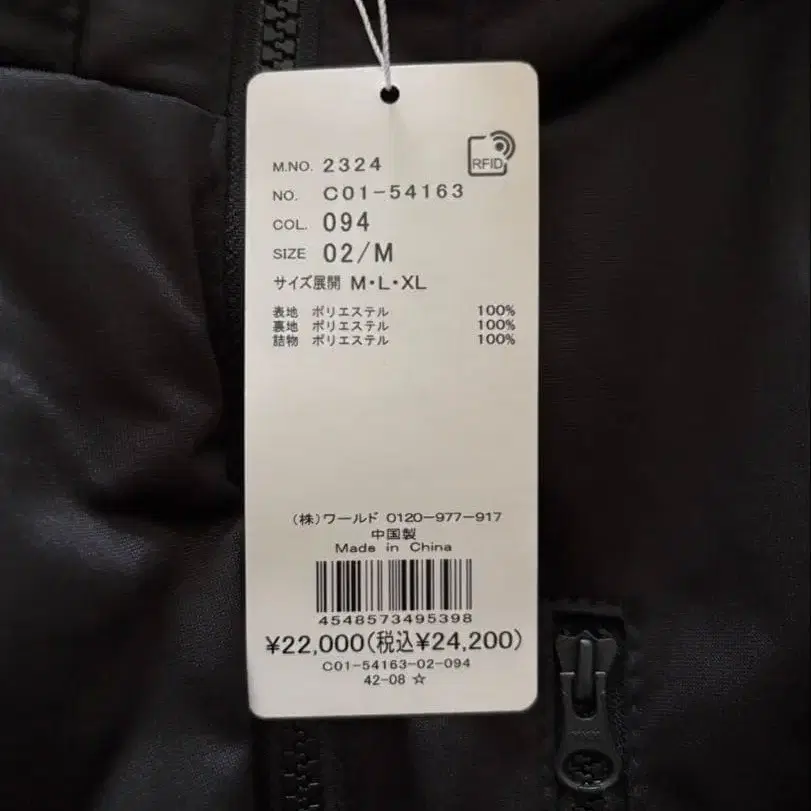 RFID
M.NO. 2324
NO. C01-54163
COL. 094
SIZE 02/M
サイズ展開 M・L・XL
表地 ポリエステル 100%
裏地 ポリエステル 100%
詰物 ポリエステル 100%
(株)ワールド 0120-977-917
中国製
Made in China
4548573495398
¥22,000(税込¥24,200)
C01-54163-02-094
42-08 ☆